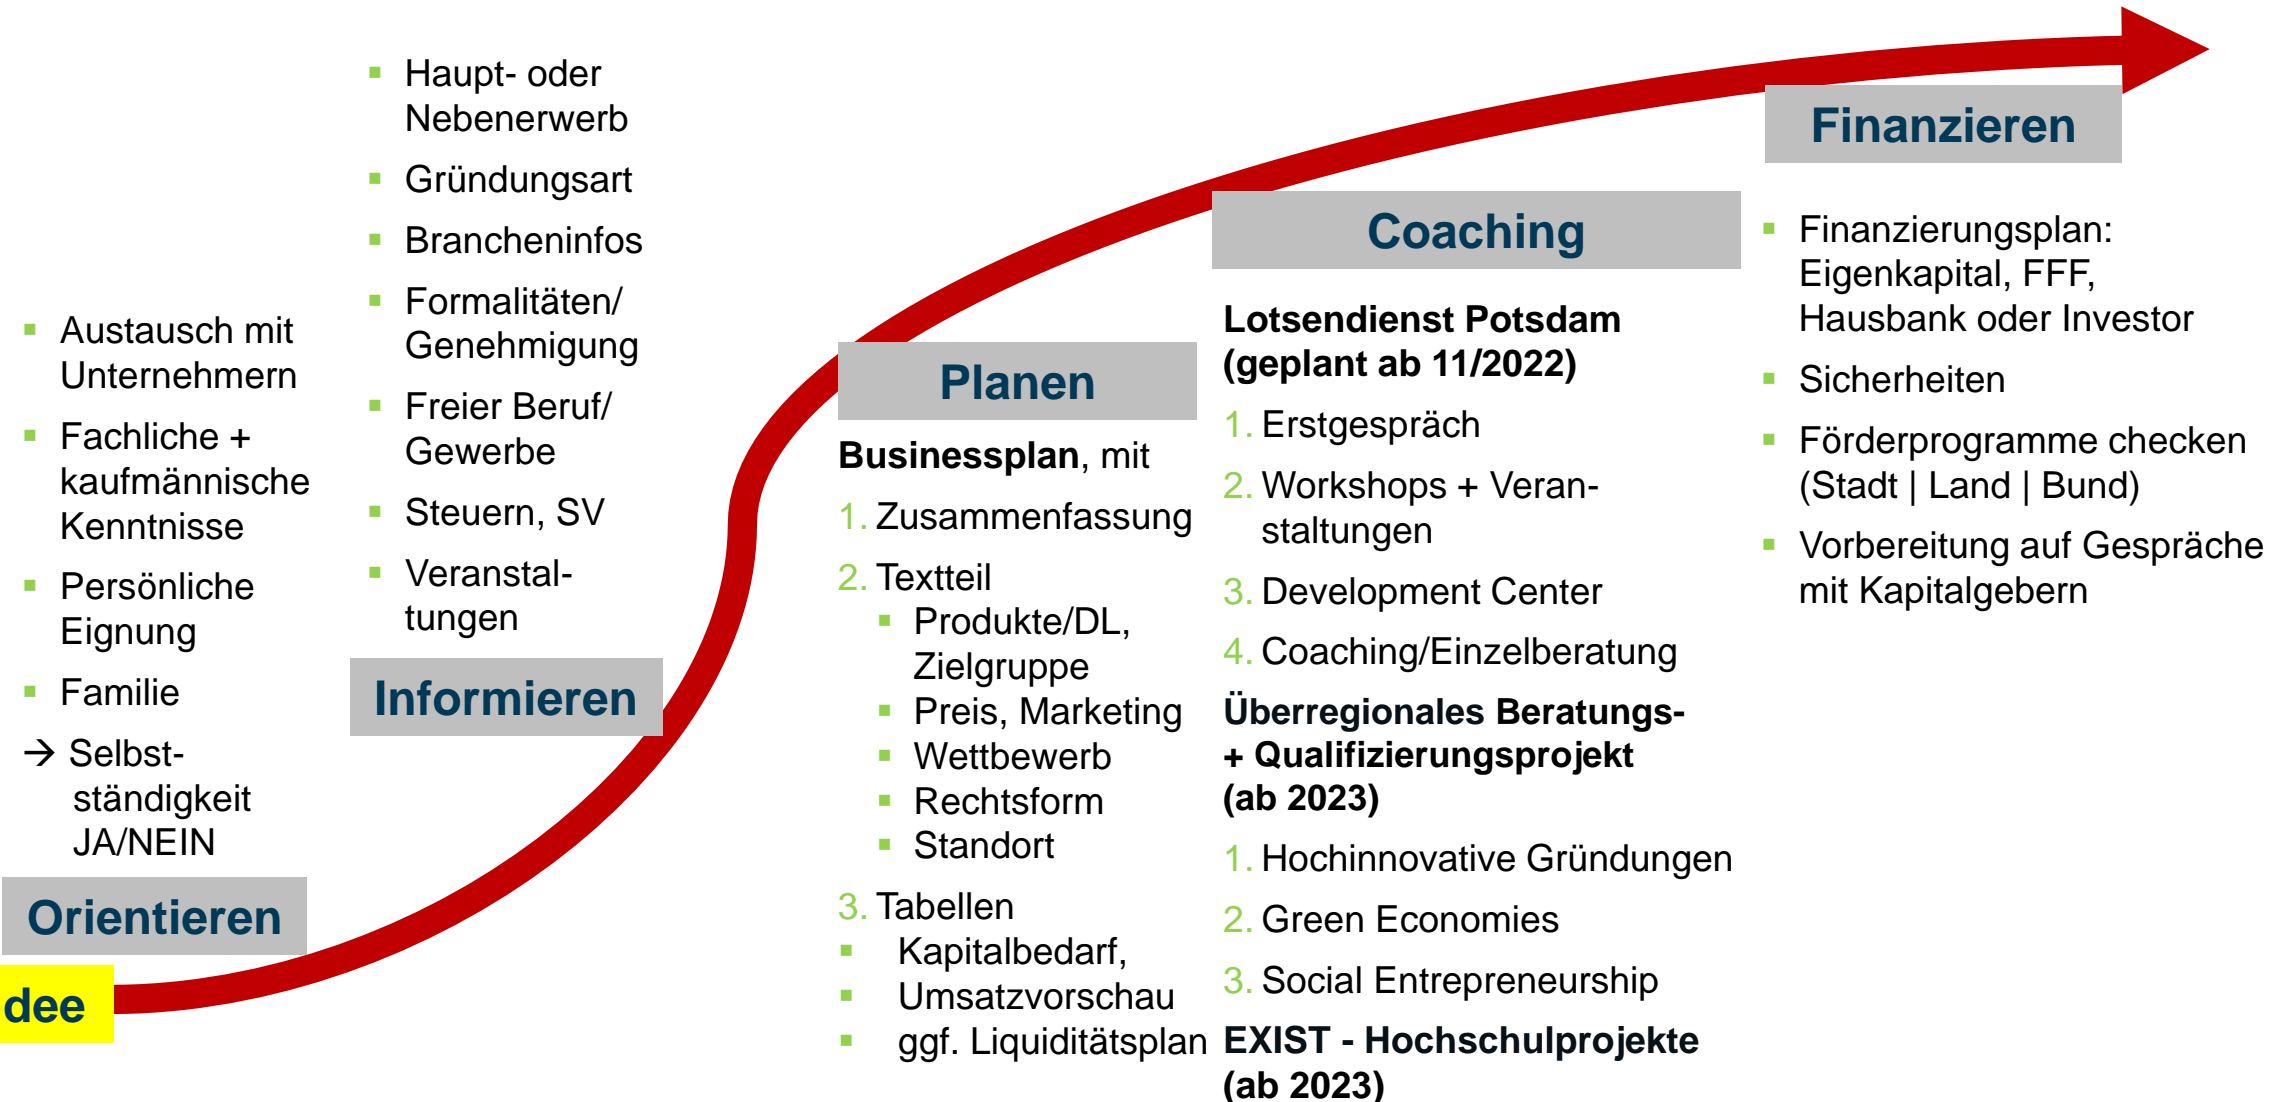 Haupt- oder
Nebenerwerb
Gründungsart
Brancheninfos
Formalitäten/
Genehmigung
Freier Beruf/
Gewerbe
Steuern, SV
Veranstal-
tungen
Informieren
Austausch mit
Unternehmern
Fachliche +
kaufmännische
Kenntnisse
Persönliche
Eignung
Familie
→ Selbst-
ständigkeit
JA/NEIN
Orientieren
dee
Planen
Businessplan, mit
1. Zusammenfassung
2. Textteil
Produkte/DL,
Zielgruppe
Preis, Marketing
Wettbewerb
Rechtsform
Standort
3. Tabellen
Kapitalbedarf,
Umsatzvorschau
ggf. Liquiditätsplan
Coaching
Lotsendienst Potsdam
(geplant ab 11/2022)
1. Erstgespräch
2. Workshops + Veran-
staltungen
3. Development Center
4. Coaching/Einzelberatung
Überregionales Beratungs-
+ Qualifizierungsprojekt
(ab 2023)
1. Hochinnovative Gründungen
2. Green Economies
3. Social Entrepreneurship
EXIST - Hochschulprojekte
(ab 2023)
Finanzieren
Finanzierungsplan:
Eigenkapital, FFF,
Hausbank oder Investor
Sicherheiten
Förderprogramme checken
(Stadt | Land | Bund)
Vorbereitung auf Gespräche
mit Kapitalgebern